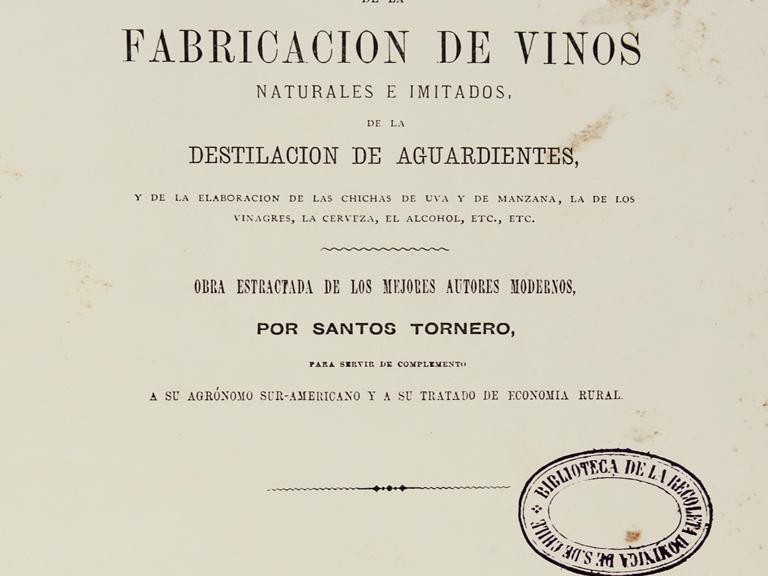 DE LA
FABRICACION DE VINOS
NATURALES E IMITADOS,
DE LA
DESTILACION DE AGUARDIENTES,
Y DE LA ELABORACION DE LAS CHICHAS DE UVA Y DE MANZANA, LA DE LOS
VINAGRES, LA CERVEZA, EL ALCOHOL, ETC., ETC.
OBRA ESTRACTADA DE LOS MEJORES AUTORES MODERNOS,
POR SANTOS TORNERO,
PARA SERVIR DE COMPLEMENTO
A SU AGRÓNOMO SUR-AMERICANO Y A SU TRATADO DE ECONOMIA RURAL.
BIBLIOTECA DE LA RECOLETA DOMINICA DE S. DE CHILE